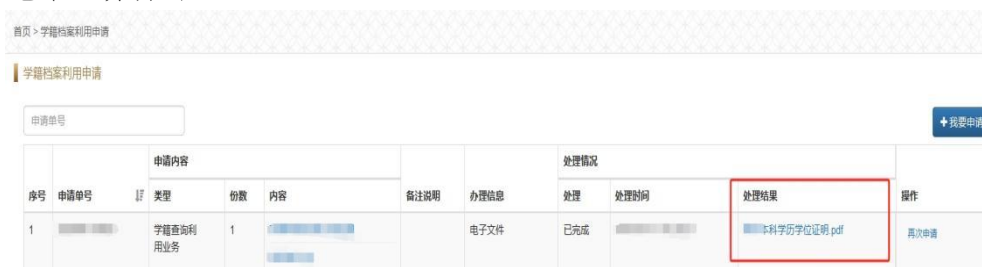 首页 > 学籍档案利用申请
学籍档案利用申请
申请单号
+我要申请
申请内容 处理情况
序号 申请单号 类型 份数 内容 备注说明 办理信息 处理 处理时间 处理结果 操作
1 学籍查询利 1 电子文件 已完成 本科学历学位证明.pdf 再次申请
用业务